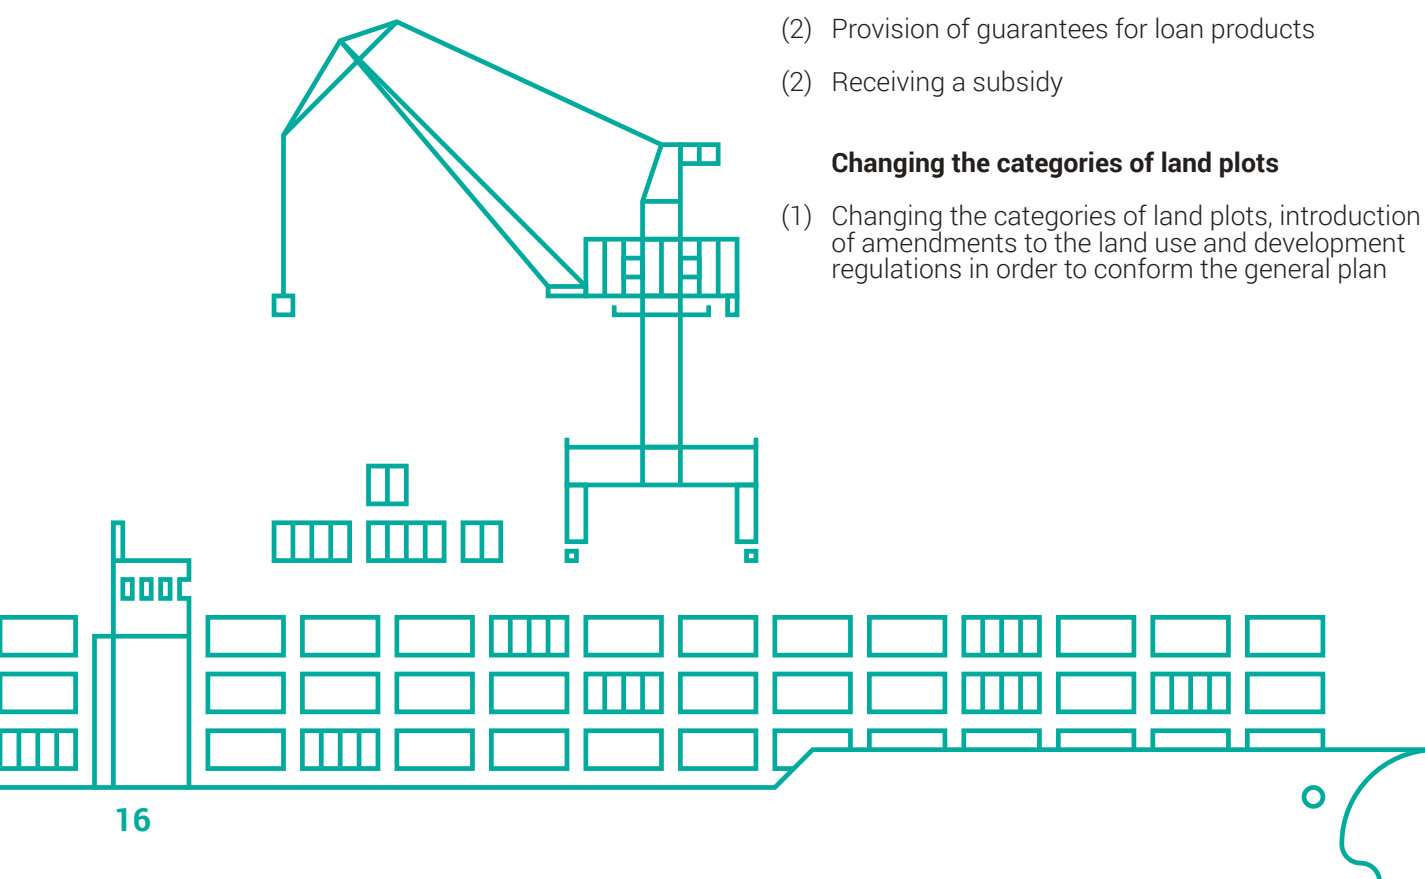 (2) Provision of guarantees for loan products
(2) Receiving a subsidy
Changing the categories of land plots
(1) Changing the categories of land plots, introduction
of amendments to the land use and development
regulations in order to conform the general plan
16